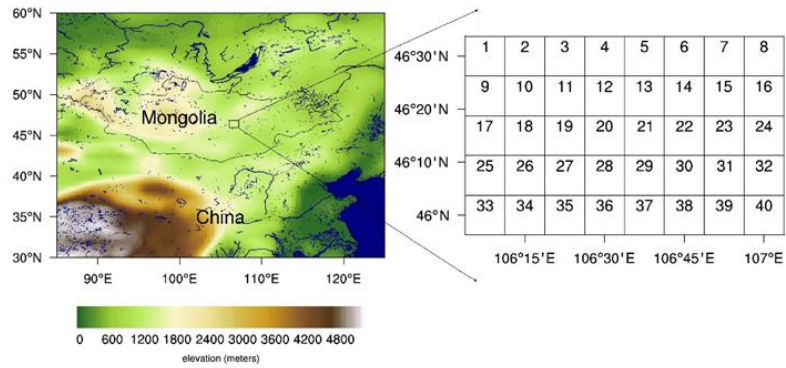 60°N
55°N
50°N
45°N
40°N
35°N
30°N
Mongolia
China
90°E 100°E 110°E 120°E
0 600 1200 1800 2400 3000 3600 4200 4800
elevation (meters)
46°30'N
46°20'N
46°10'N
46°N
1 2 3 4 5 6 7 8
9 10 11 12 13 14 15 16
17 18 19 20 21 22 23 24
25 26 27 28 29 30 31 32
33 34 35 36 37 38 39 40
106°15'E 106°30'E 106°45'E 107°E